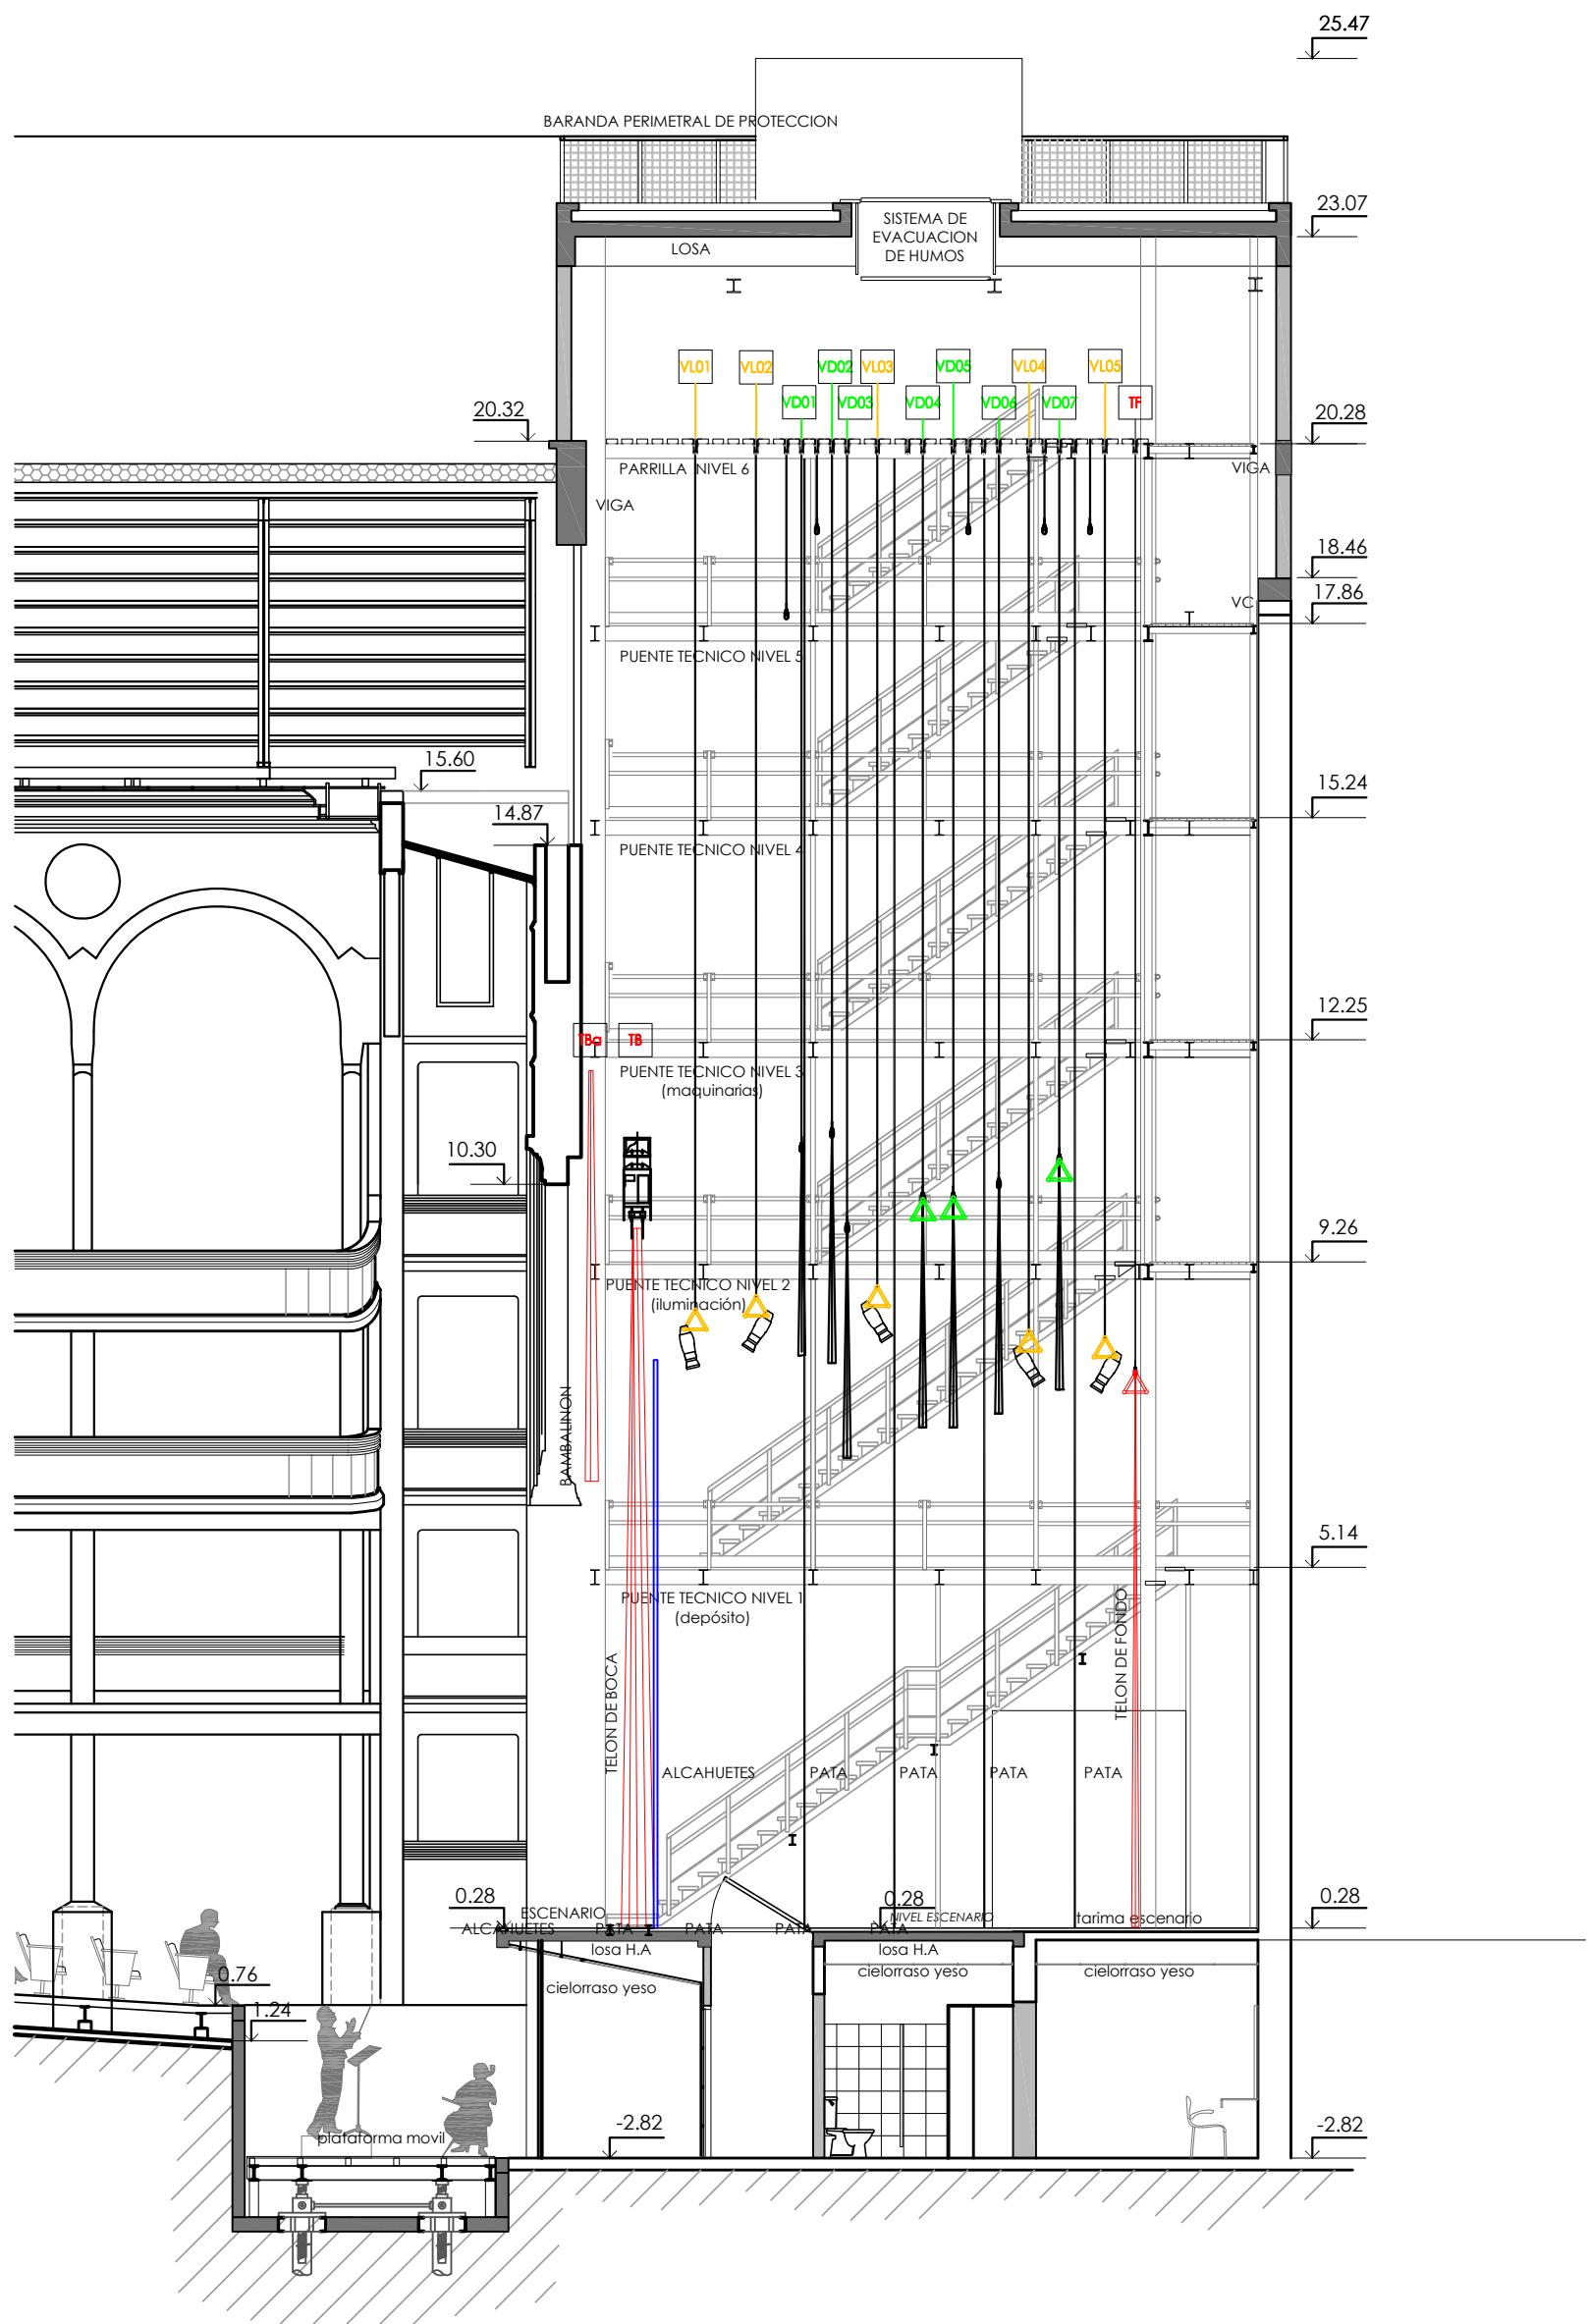 25.47
BARANDA PERIMETRAL DE PROTECCION
23.07
SISTEMA DE
EVACUACION
DE HUMOS
LOSA
VL01
VL02
VD02
VL03
VD05
VL04
VL05
VD01
VD03
VD04
VD06
VD07
TF
20.32
20.28
PARRILLA NIVEL 6
VIGA
VIGA
18.46
17.86
VC
PUENTE TECNICO NIVEL 5
15.60
15.24
14.87
PUENTE TECNICO NIVEL 4
12.25
TBa
TB
PUENTE TECNICO NIVEL 3
(maquinarias)
10.30
9.26
PUENTE TECNICO NIVEL 2
(iluminación)
BAMBALINON
5.14
PUENTE TECNICO NIVEL 1
(depósito)
TELON DE BOCA
TELON DE FONDO
ALCAHUETES
PATA
PATA
PATA
PATA
0.28
0.28
0.28
ESCENARIO
NIVEL ESCENARIO
tarima escenario
ALCAHUETES
PATA
PATA
PATA
PATA
losa H.A
losa H.A
cielorraso yeso
cielorraso yeso
cielorraso yeso
0.76
1.24
-2.82
-2.82
plataforma movil